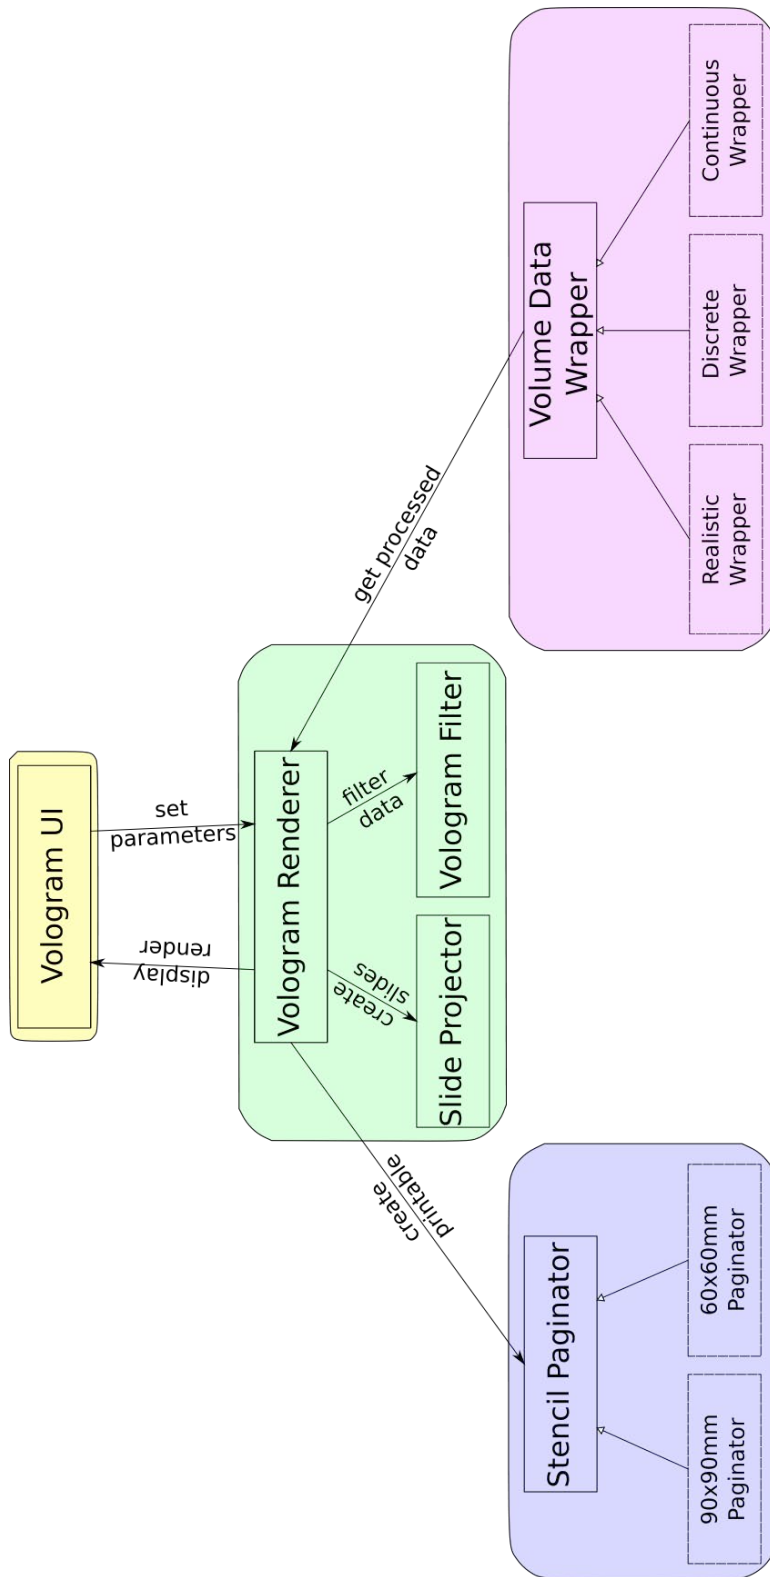 Vologram UI
set
parameters
display
render
Vologram Renderer
filter
data
create
slides
Vologram Filter
Slide Projector
get processed
data
create
printable
Volume Data
Wrapper
Continuous
Wrapper
Discrete
Wrapper
Realistic
Wrapper
Stencil Paginator
60x60mm
Paginator
90x90mm
Paginator